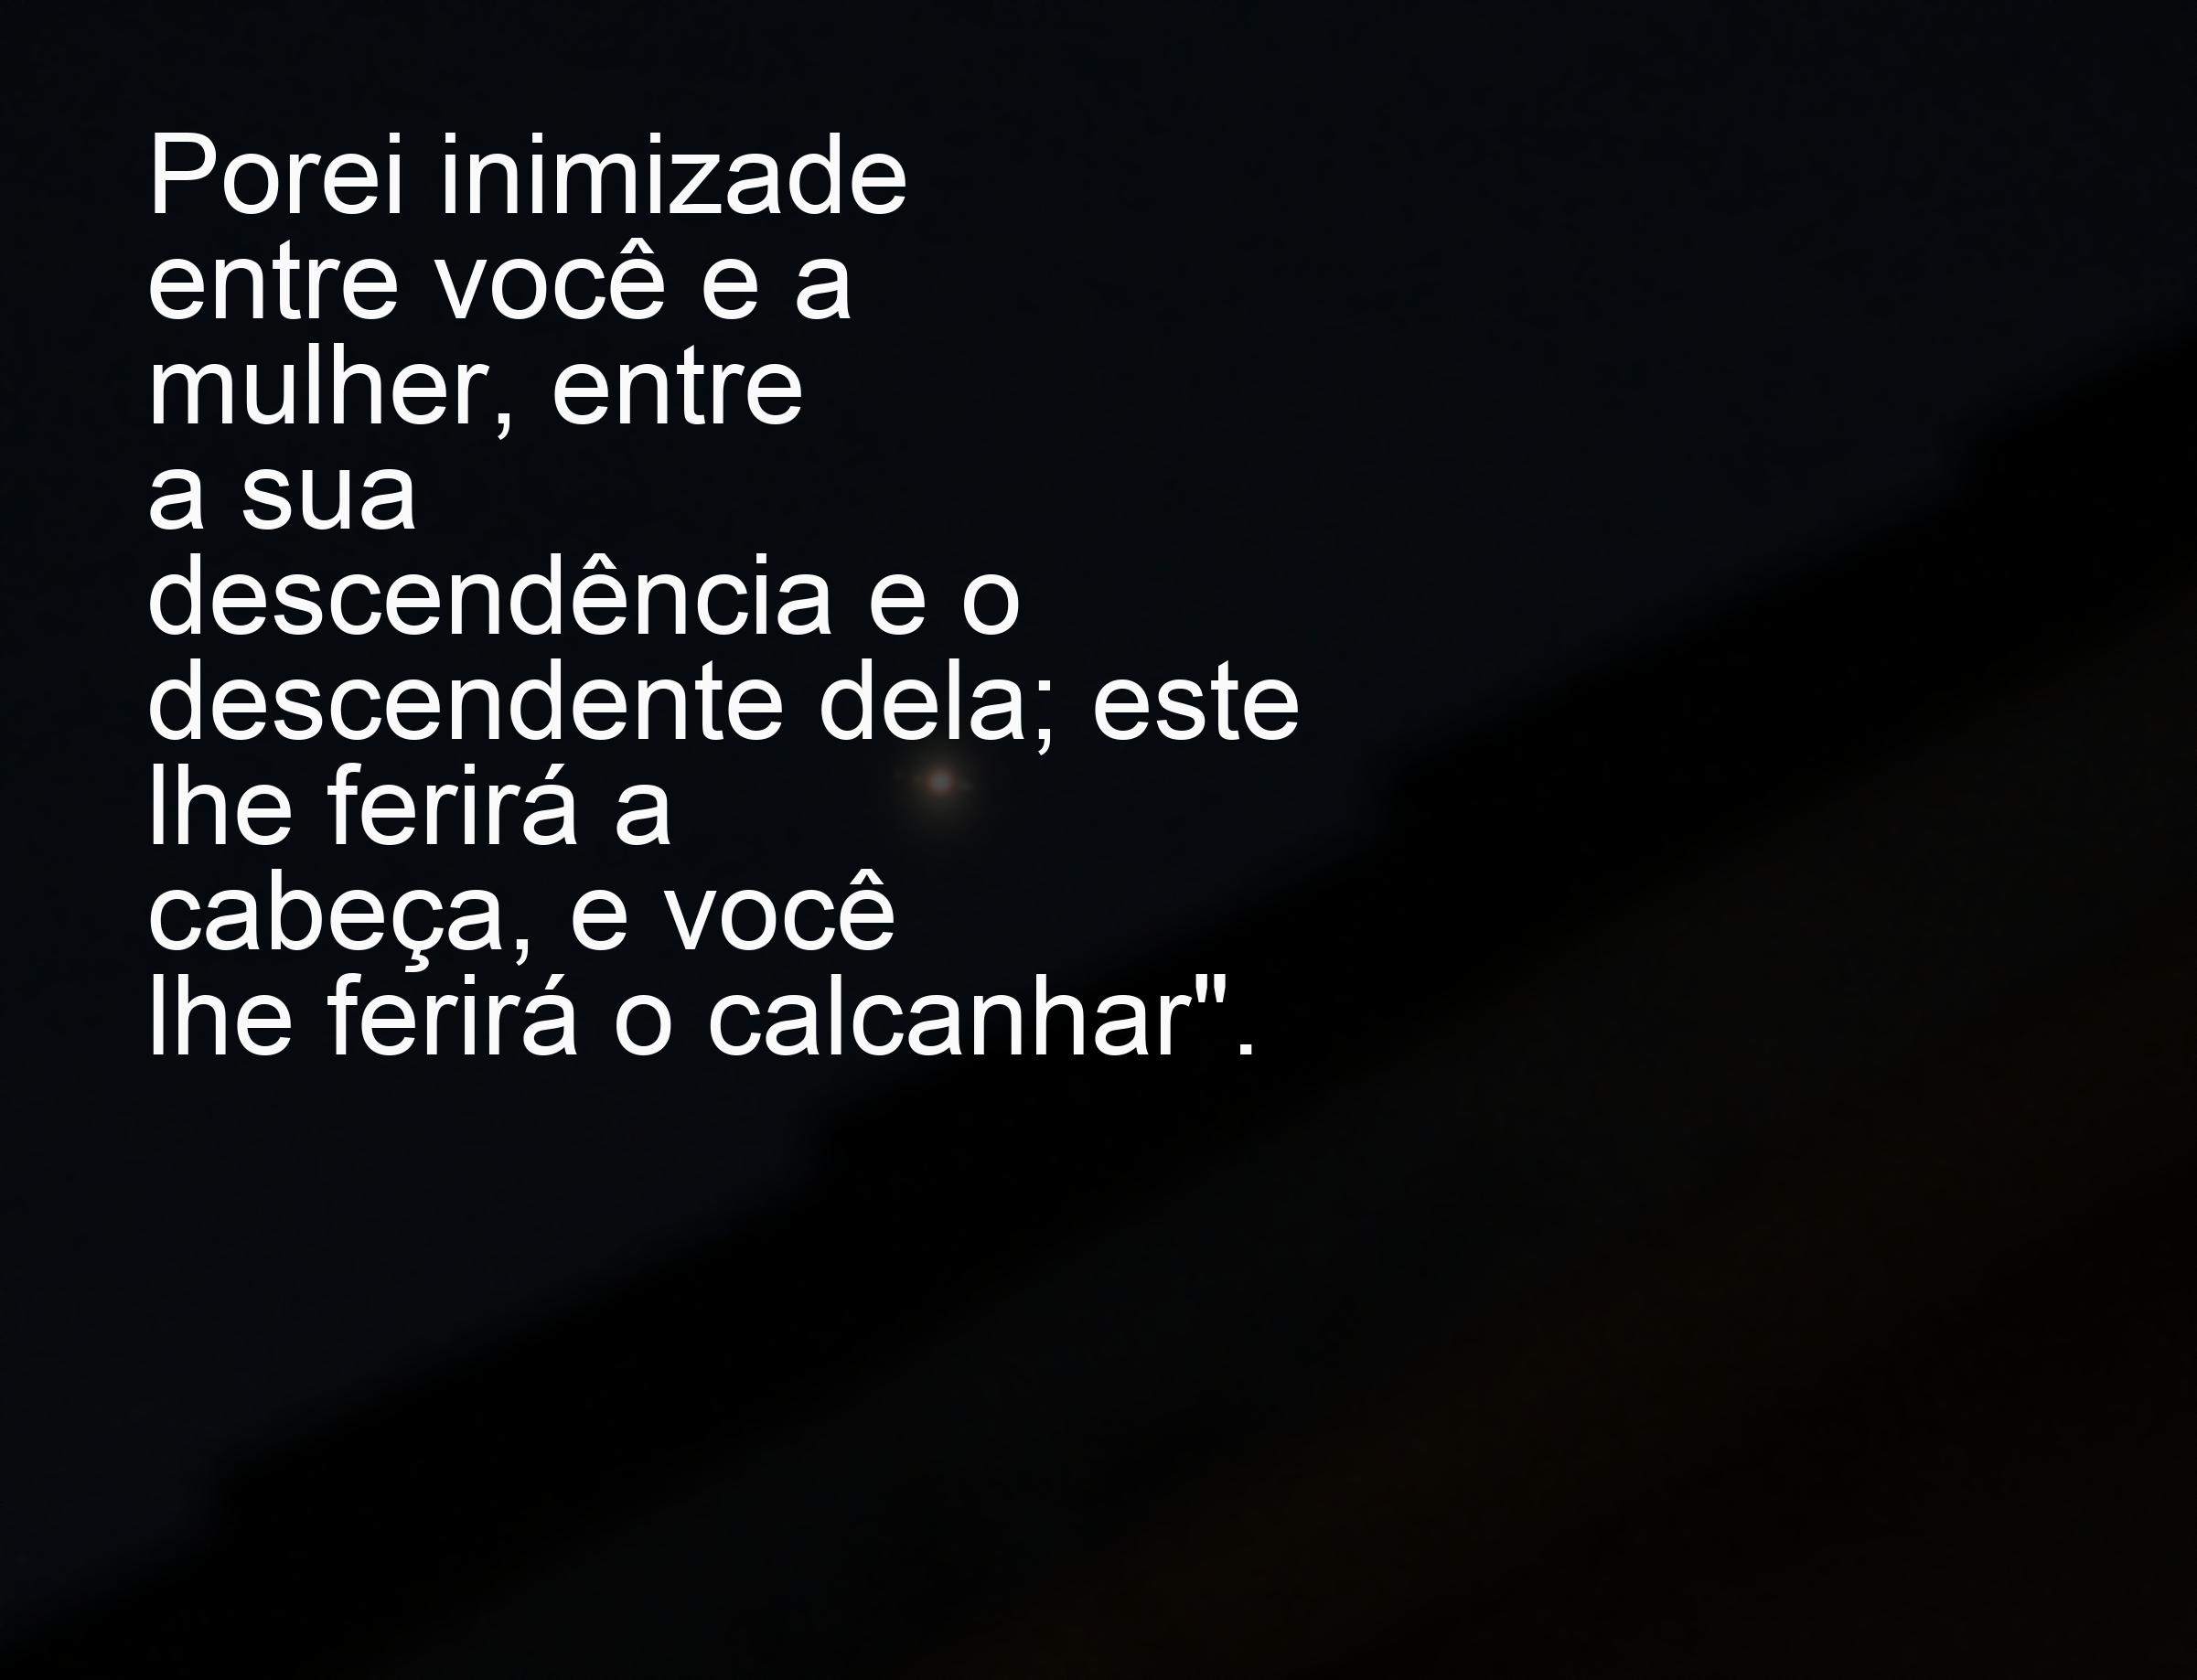 Porei inimizade
entre você e a
mulher, entre
a sua
descendência e o
descendente dela; este
lhe ferirá a
cabeça, e você
lhe ferirá o calcanhar".